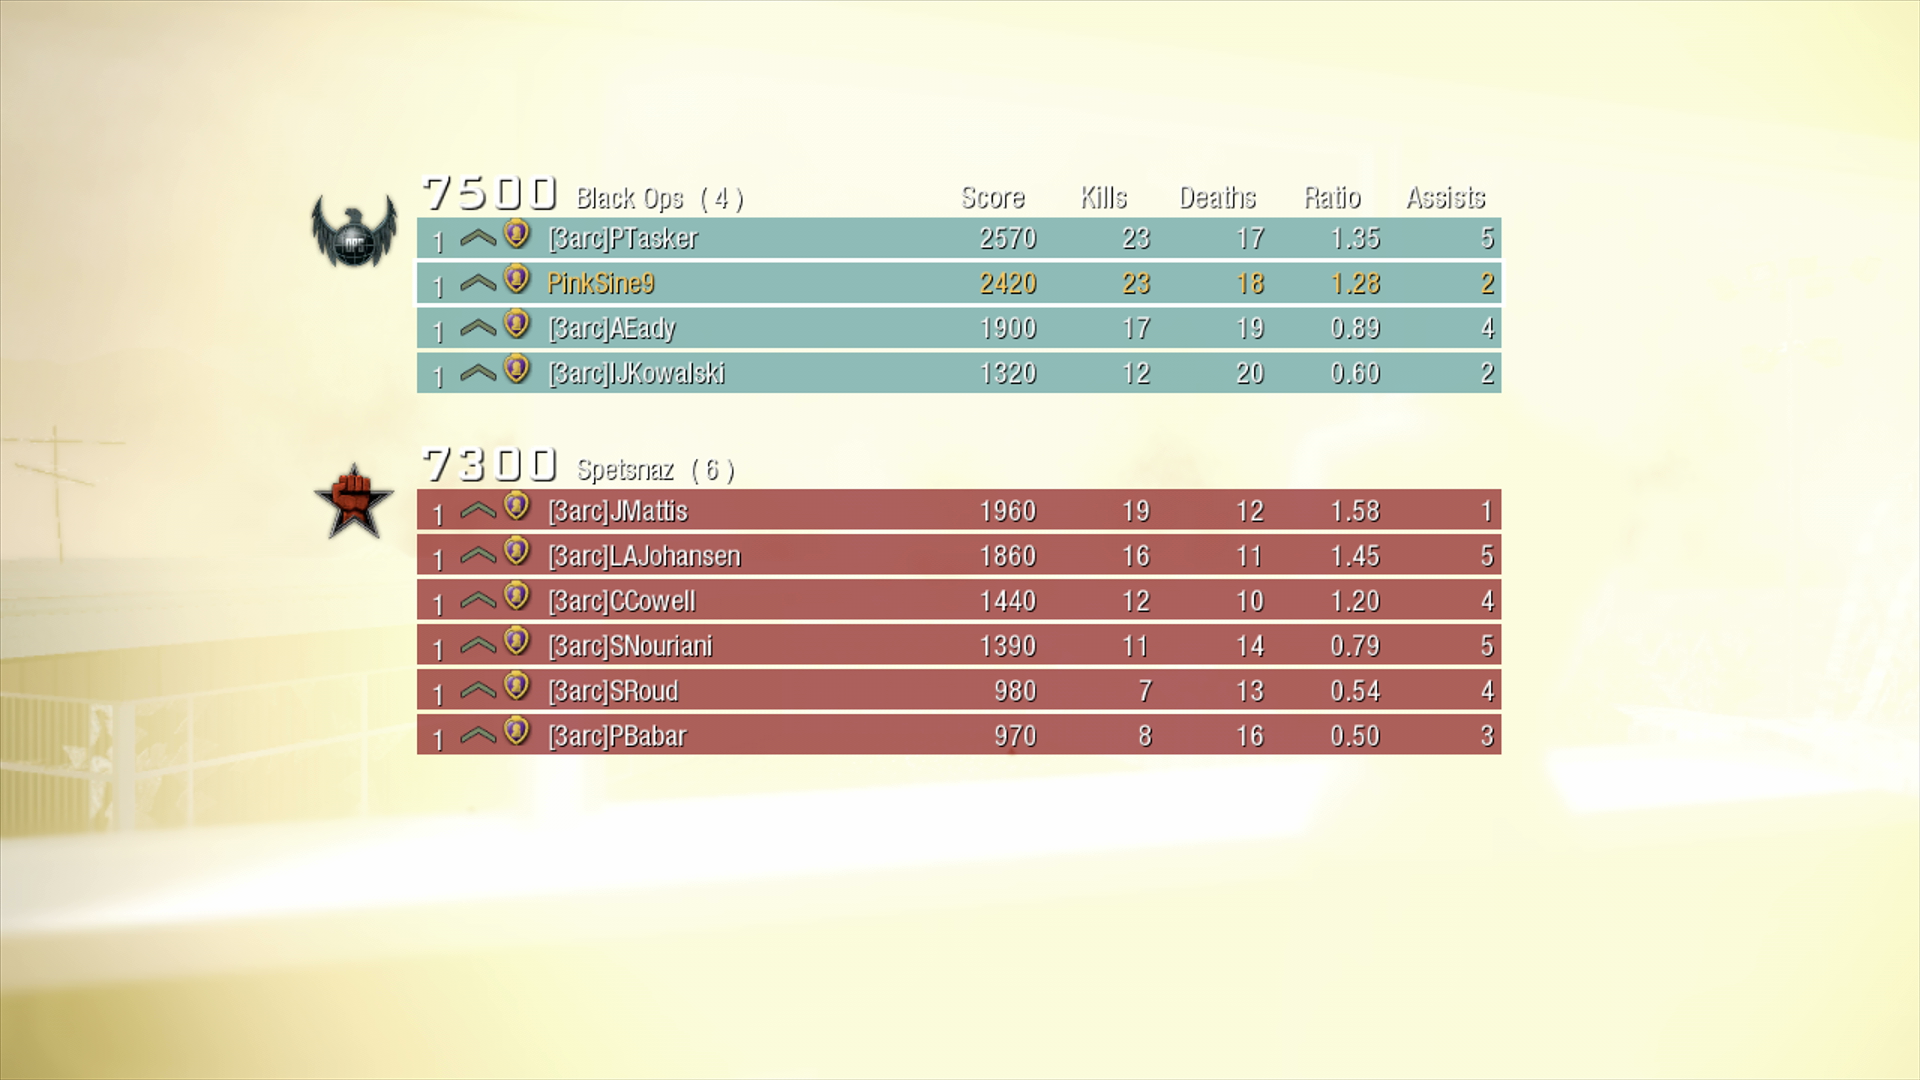 7500 Black Ops ( 4 ) Score Kills Deaths Ratio Assists
1 [3arc]PTasker 2570 23 17 1.35 5
1 PinkSine9 2420 23 18 1.28 2
1 [3arc]AEady 1900 17 19 0.89 4
1 [3arc]IJKowalski 1320 12 20 0.60 2
OPS
7300 Spetsnaz ( 6 )
1 [3arc]JMattis 1960 19 12 1.58 1
1 [3arc]LAJohansen 1860 16 11 1.45 5
1 [3arc]CCowell 1440 12 10 1.20 4
1 [3arc]SNouriani 1390 11 14 0.79 5
1 [3arc]SRoud 980 7 13 0.54 4
1 [3arc]PBabar 970 8 16 0.50 3